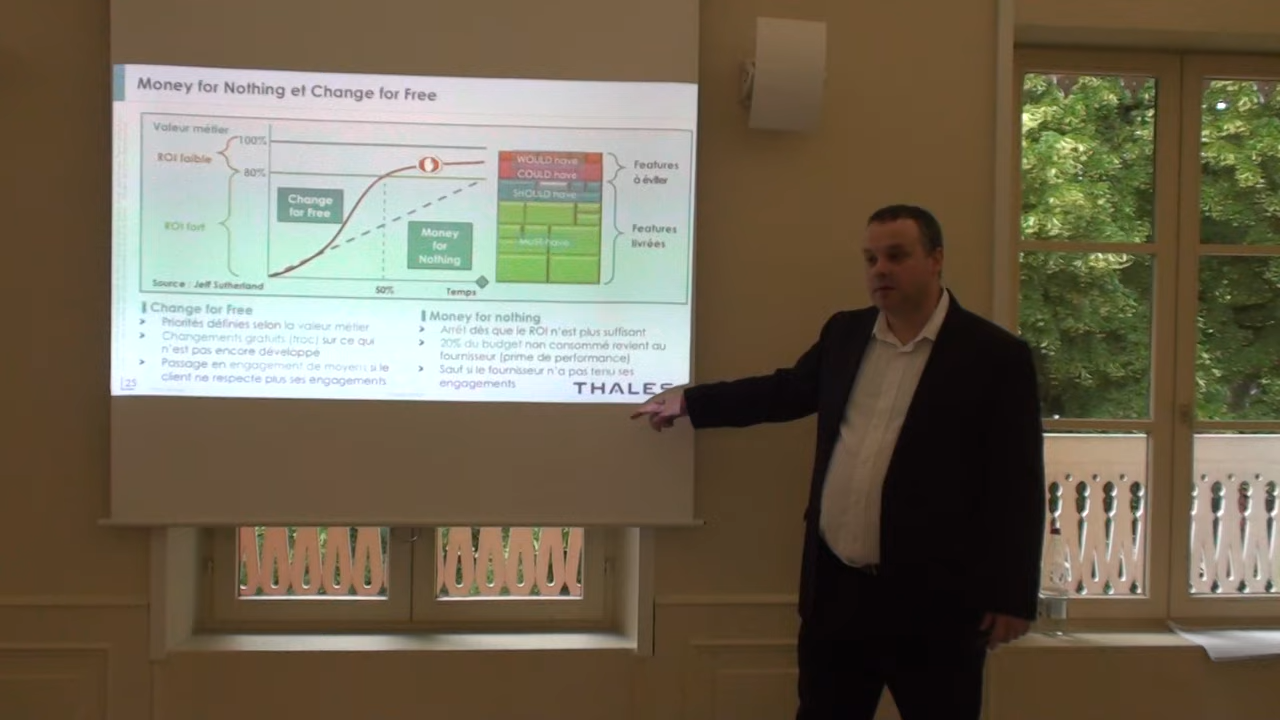 Money for Nothing et Change for Free
Valeur métier
100%
ROI faible
80%
ROI fort
Change
for Free
Money
for
Nothing
Source : Jeff Sutherland
50%
Temps
WOULD have
COULD have
SHOULD have
MUST have
Features
à éviter
Features
livrées
Change for Free
Priorités définies selon la valeur métier
Changements gratuits (troc) sur ce qui
n'est pas encore développé
Passage en engagement de moyens si le
client ne respecte plus ses engagements
Money for nothing
Arrêt dès que le ROI n'est plus suffisant
20% du budget non consommé revient au
fournisseur (prime de performance)
Sauf si le fournisseur n'a pas tenu ses
engagements
25
THALES